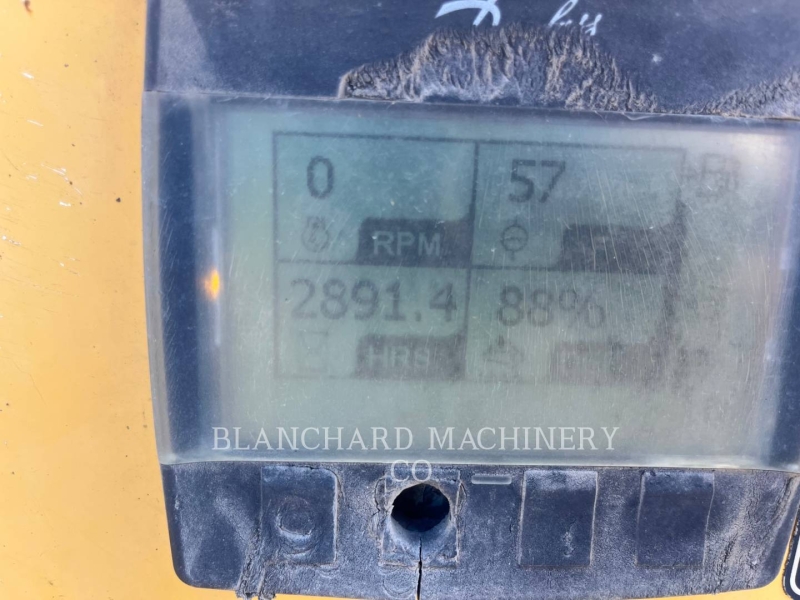 0 57
RPM
2891.4 88%
HRS
BLANCHARD MACHINERY
CO